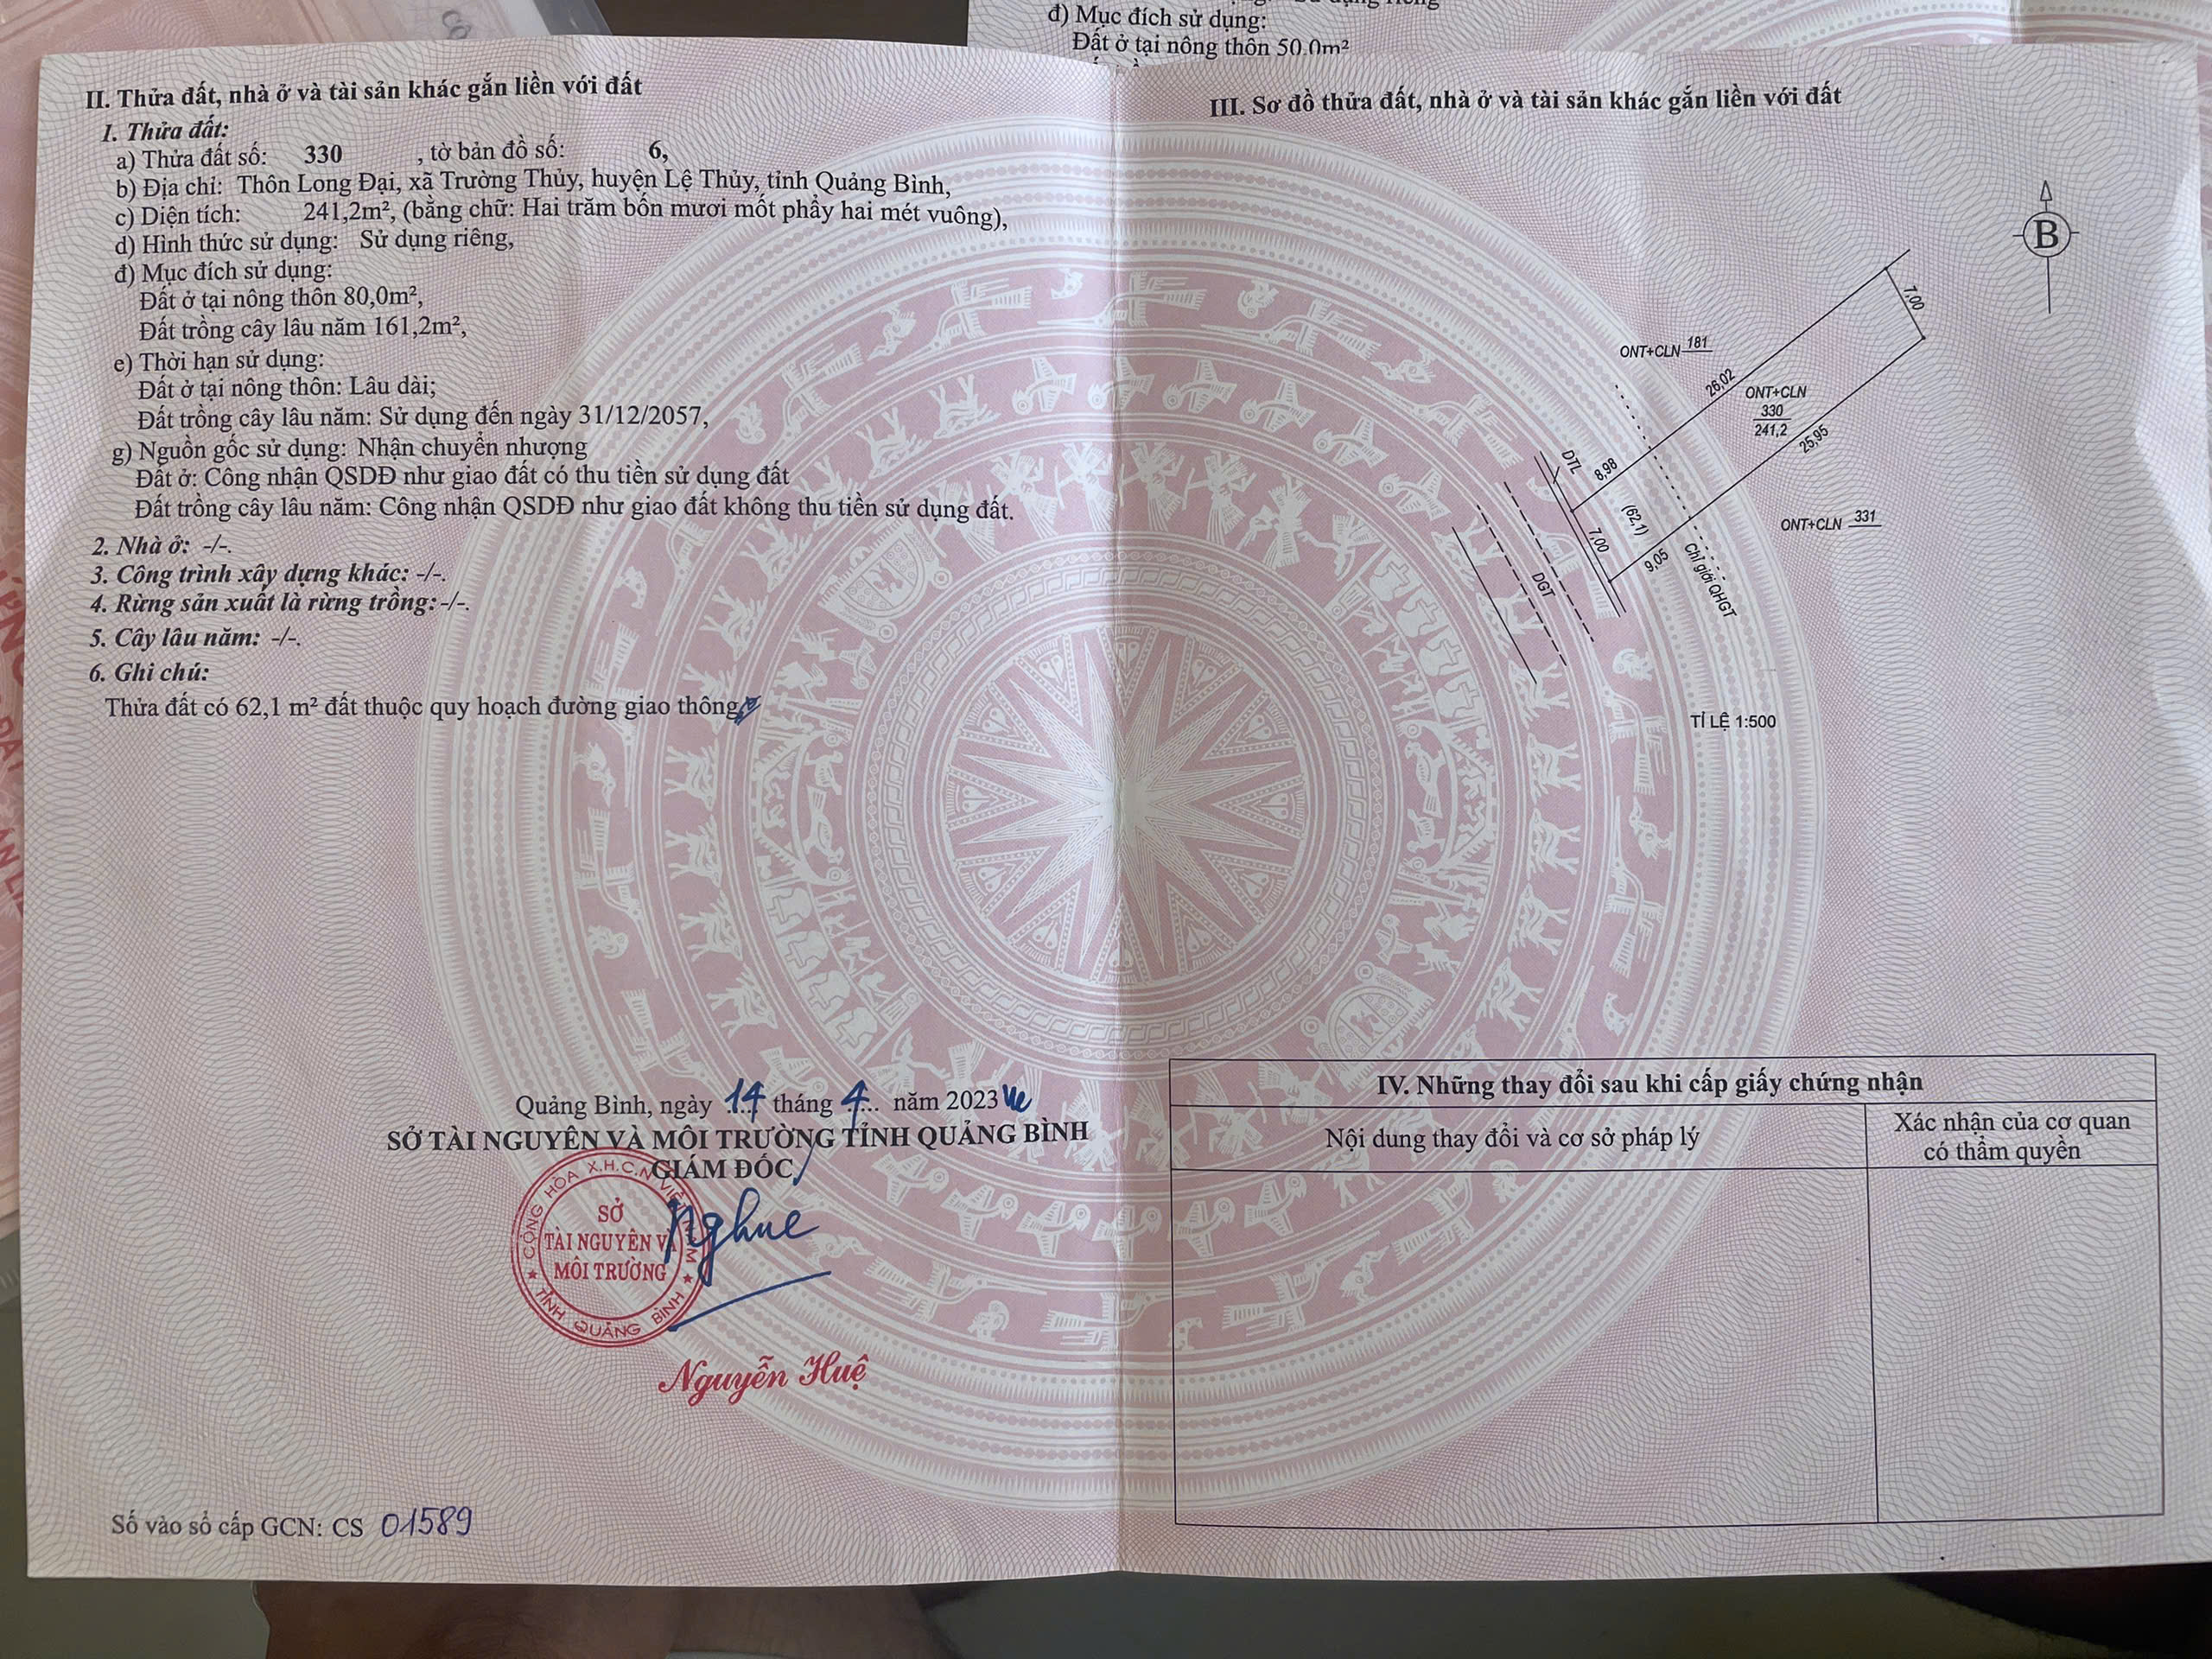 đ) Mục đích sử dụng:
Đất ở tại nông thôn 50.0m²
II. Thửa đất, nhà ở và tài sản khác gắn liền với đất
1. Thửa đất:
a) Thửa đất số: 330 , tờ bản đồ số: 6,
b) Địa chỉ: Thôn Long Đại, xã Trường Thủy, huyện Lệ Thủy, tỉnh Quảng Bình,
c) Diện tích: 241,2m², (bằng chữ: Hai trăm bốn mươi mốt phẩy hai mét vuông),
d) Hình thức sử dụng: Sử dụng riêng,
đ) Mục đích sử dụng:
Đất ở tại nông thôn 80,0m²,
Đất trồng cây lâu năm 161,2m²,
e) Thời hạn sử dụng:
Đất ở tại nông thôn: Lâu dài;
Đất trồng cây lâu năm: Sử dụng đến ngày 31/12/2057,
g) Nguồn gốc sử dụng: Nhận chuyển nhượng
Đất ở: Công nhận QSDĐ như giao đất có thu tiền sử dụng đất
Đất trồng cây lâu năm: Công nhận QSDĐ như giao đất không thu tiền sử dụng đất.
2. Nhà ở: -/-.
3. Công trình xây dựng khác: -/-.
4. Rừng sản xuất là rừng trồng: -/-.
5. Cây lâu năm: -/-.
6. Ghi chú:
Thửa đất có 62,1 m² đất thuộc quy hoạch đường giao thông
Quảng Bình, ngày 14 tháng 4 năm 2023
SỞ TÀI NGUYÊN VÀ MÔI TRƯỜNG TỈNH QUẢNG BÌNH
GIÁM ĐỐC
CỘNG HÒA X.H.C.N VIỆT NAM
SỞ
TÀI NGUYÊN VÀ
MÔI TRƯỜNG
TỈNH QUẢNG BÌNH
Nghue
Nguyễn Huệ
Số vào sổ cấp GCN: CS 01589
III. Sơ đồ thửa đất, nhà ở và tài sản khác gắn liền với đất
B
7,00
ONT+CLN 181
26,02
ONT+CLN
330
241,2
25,95
DTL
8,98
(62,1)
7,00
9,05
ONT+CLN 331
Chỉ giới QHGT
DGT
TỈ LỆ 1:500
IV. Những thay đổi sau khi cấp giấy chứng nhận
Nội dung thay đổi và cơ sở pháp lý
Xác nhận của cơ quan
có thẩm quyền